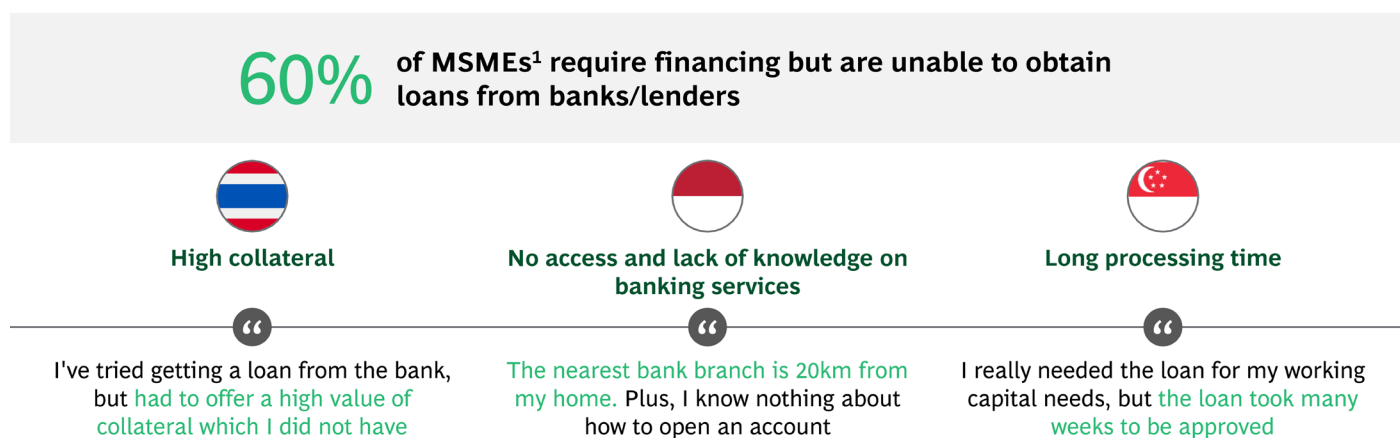 60%
of MSMEs¹ require financing but are unable to obtain
loans from banks/lenders
High collateral
No access and lack of knowledge on
banking services
Long processing time
“
I've tried getting a loan from the bank,
but had to offer a high value of
collateral which I did not have
“
The nearest bank branch is 20km from
my home. Plus, I know nothing about
how to open an account
“
I really needed the loan for my working
capital needs, but the loan took many
weeks to be approved